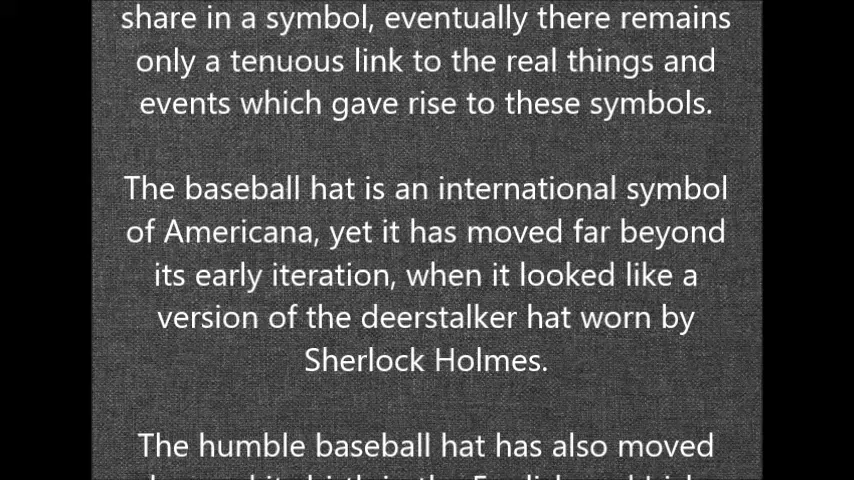 share in a symbol, eventually there remains
only a tenuous link to the real things and
events which gave rise to these symbols.
The baseball hat is an international symbol
of Americana, yet it has moved far beyond
its early iteration, when it looked like a
version of the deerstalker hat worn by
Sherlock Holmes.
The humble baseball hat has also moved